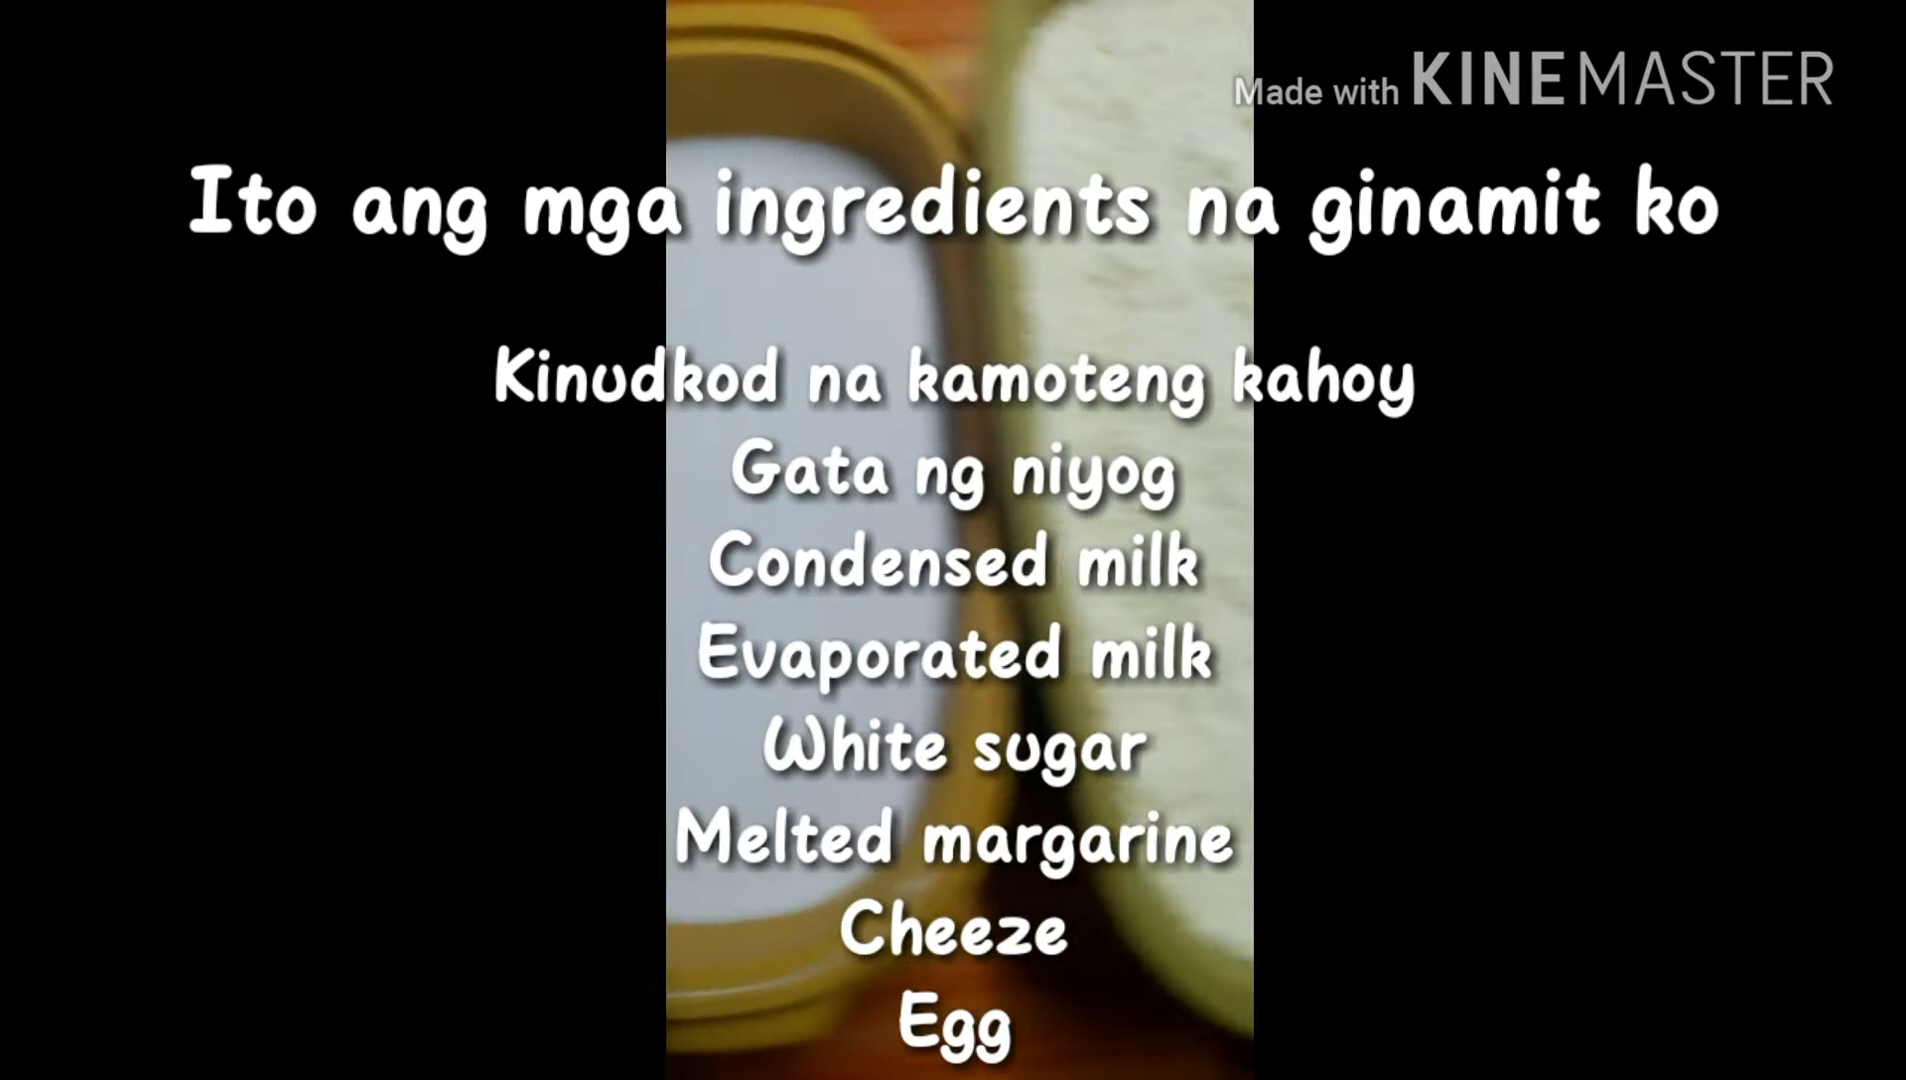 Made with KINEMASTER
Ito ang mga ingredients na ginamit ko
Kinudkod na kamoteng kahoy
Gata ng niyog
Condensed milk
Evaporated milk
White sugar
Melted margarine
Cheeze
Egg